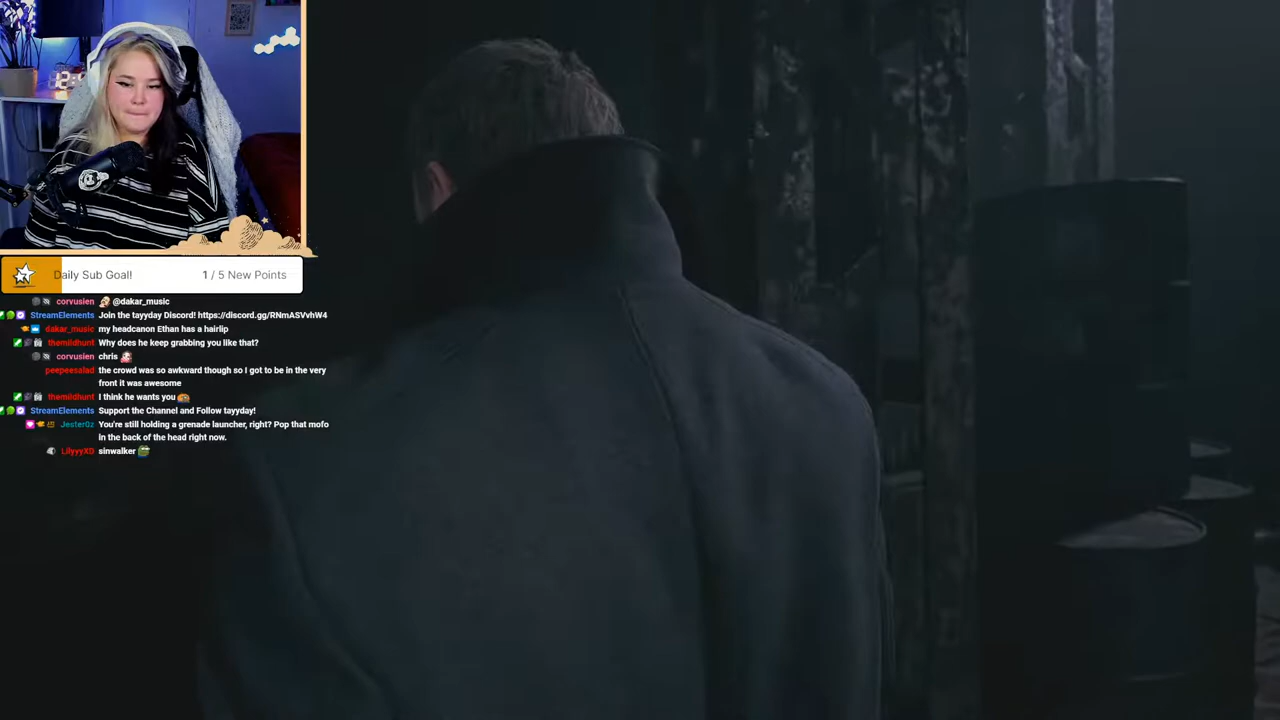 Daily Sub Goal! 1 / 5 New Points
corvusien @dakar_music
StreamElements Join the tayyday Discord! https://discord.gg/RNmASVvhW4
dakar_music my headcanon Ethan has a hairlip
themildhunt Why does he keep grabbing you like that?
corvusien chris
peepeesalad the crowd was so awkward though so I got to be in the very
front it was awesome
themildhunt I think he wants you
StreamElements Support the Channel and Follow tayyday!
Jester0z You're still holding a grenade launcher, right? Pop that mofo
in the back of the head right now.
LilyyyXD sinwalker